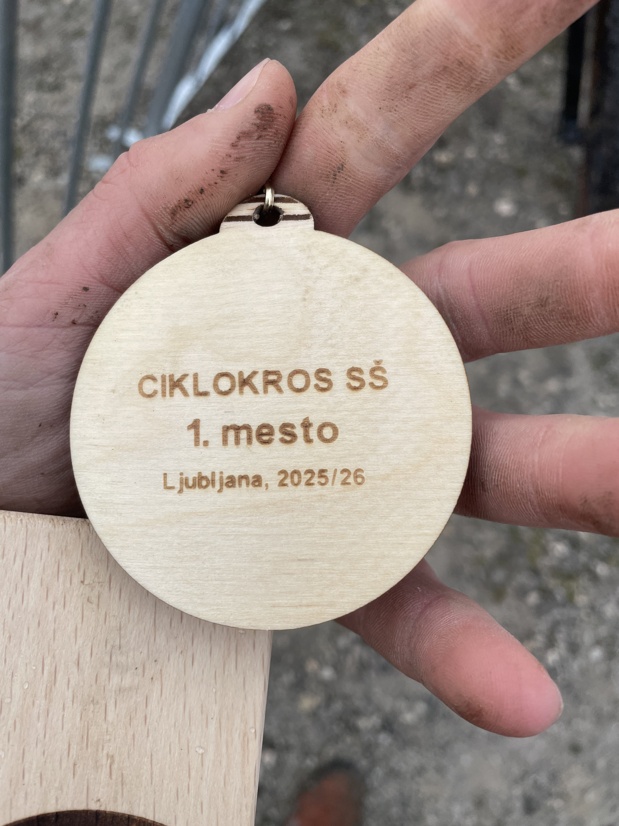 CIKLOKROS SŠ
1. mesto
Ljubljana, 2025/26